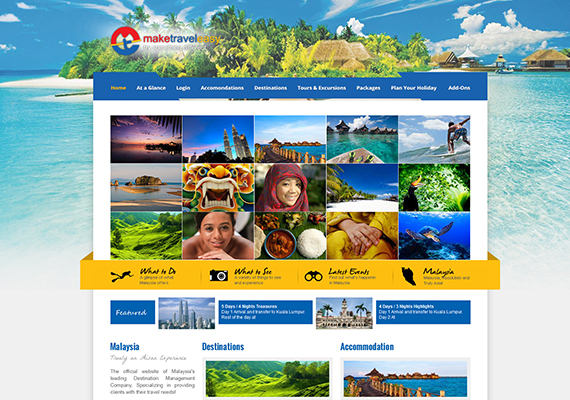 maketravel
Home At a Glance Login Accomondations Destinations Tours & Excursions Packages Plan Your Holiday Add-Ons
What to Do
A glimpse of what
Malaysia offers
What to See
A variety of things to see
and experience
Latest Events
Find out what's happening
in Malaysia
Malaysia
Malaysia, and
Truly Asia!
Featured
5 Days / 4 Nights Treasures
Day 1 Arrival and transfer to Kuala Lumpur.
Rest of the day at
4 Days / 3 Nights Highlights
Day 1 Arrival and transfer to Kuala Lumpur
Day 2 At
Malaysia
Truly an Asian Experience
The official website of Malaysia's
leading Destination Management
Company, Specializing in providing
clients with their travel needs!
Destinations
Accommodation